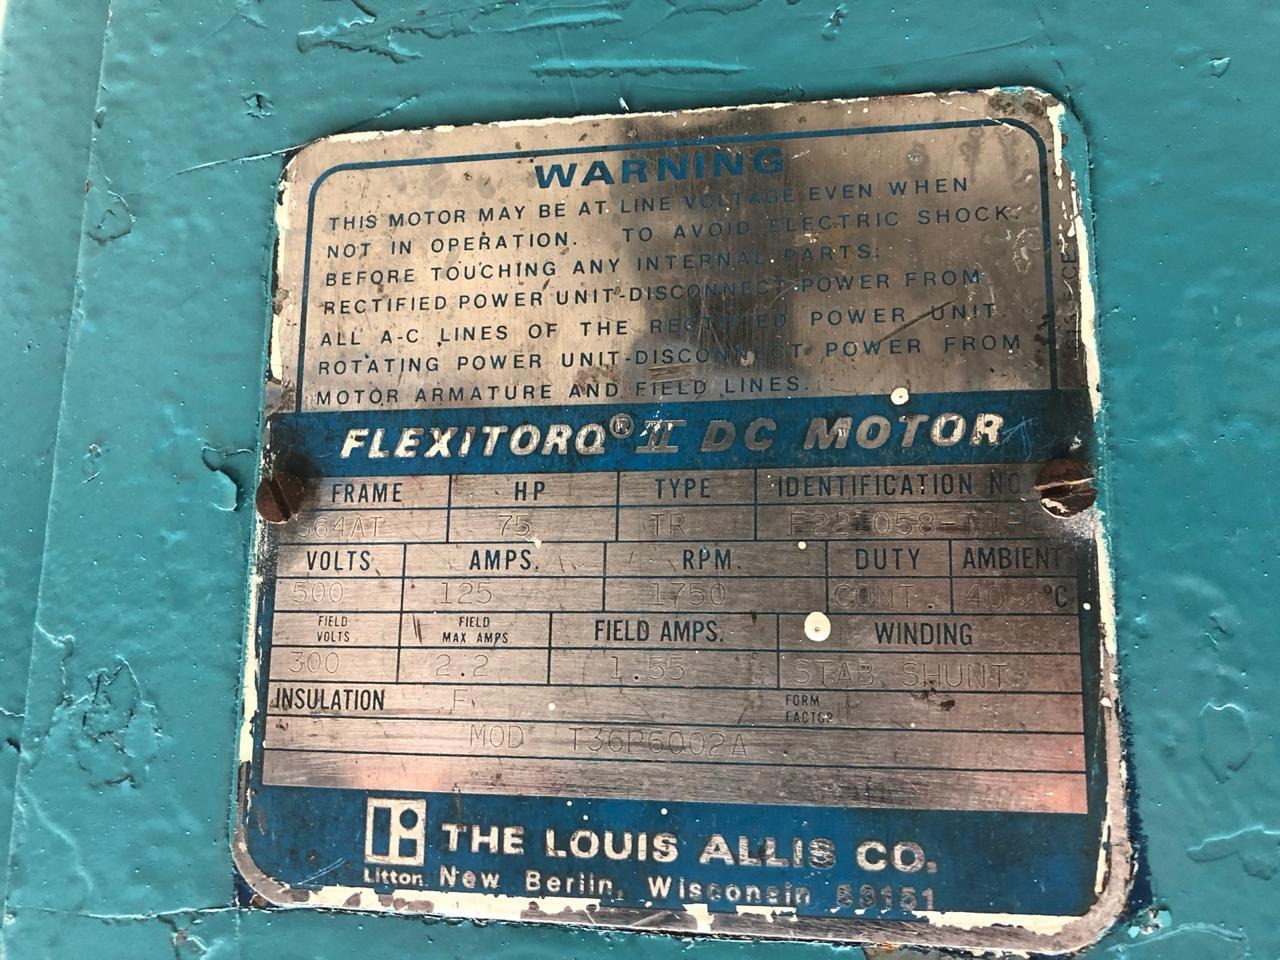 WARNING
THIS MOTOR MAY BE AT LINE VOLTAGE EVEN WHEN
NOT IN OPERATION. TO AVOID ELECTRIC SHOCK.
BEFORE TOUCHING ANY INTERNAL PARTS:
RECTIFIED POWER UNIT-DISCONNECT POWER FROM
ALL A-C LINES OF THE RECTIFIED POWER UNIT.
ROTATING POWER UNIT-DISCONNECT POWER FROM
MOTOR ARMATURE AND FIELD LINES.
FLEXITORQ® II DC MOTOR
FRAME HP TYPE IDENTIFICATION NO
564AT 75 TR
VOLTS AMPS. RPM. DUTY AMBIENT
500 125 1750 CONT. 40 °C
FIELD VOLTS FIELD MAX AMPS FIELD AMPS. WINDING
300 2.2 1.55 STAB SHUNT
INSULATION F FORM FACTOR
MOD T36P6002A
THE LOUIS ALLIS CO.
Litton New Berlin, Wisconsin 53151